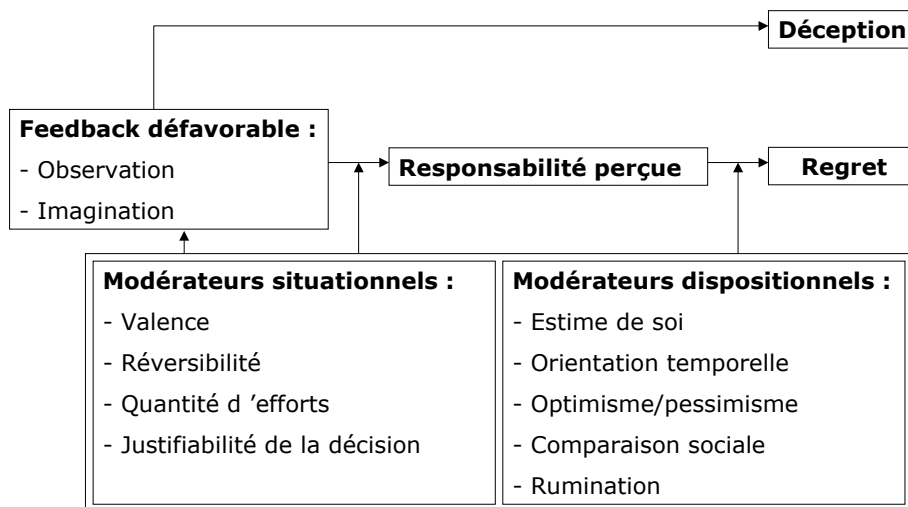 Déception
Feedback défavorable :
- Observation
- Imagination
Responsabilité perçue
Regret
Modérateurs situationnels :
- Valence
- Réversibilité
- Quantité d ’efforts
- Justifiabilité de la décision
Modérateurs dispositionnels :
- Estime de soi
- Orientation temporelle
- Optimisme/pessimisme
- Comparaison sociale
- Rumination